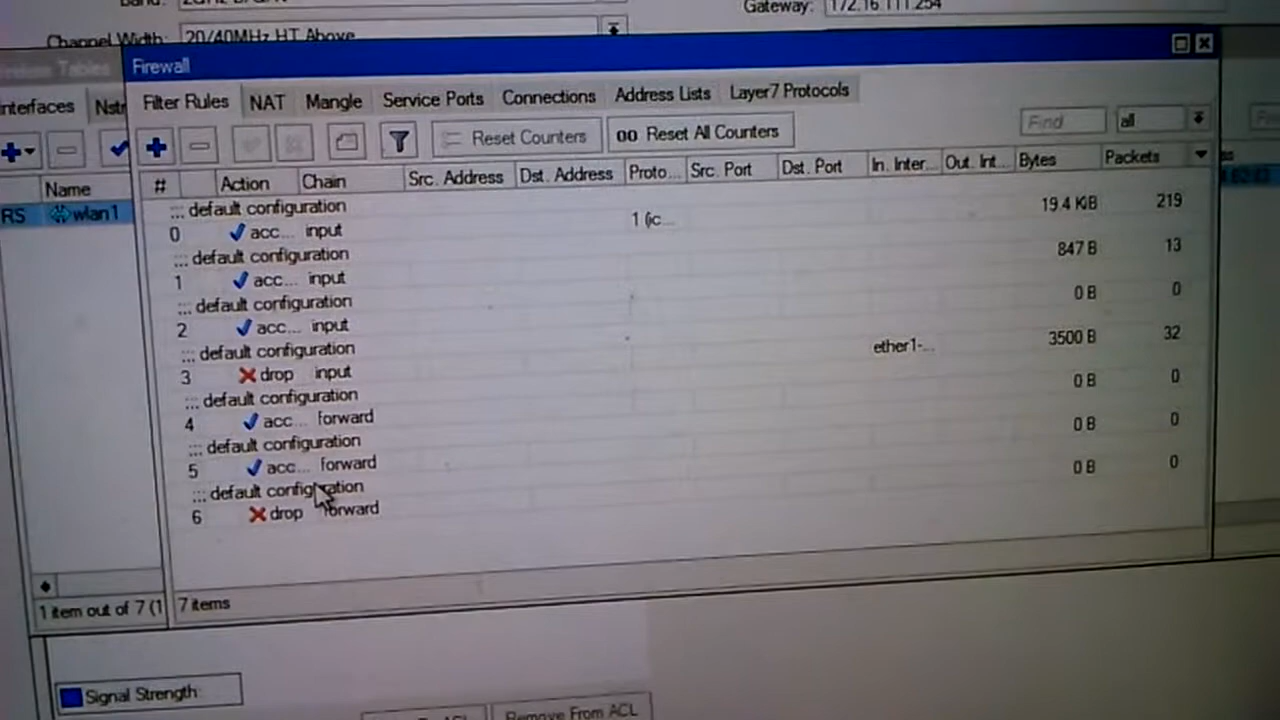 Gateway: 172.16.111.254
Channel Width: 20/40MHz HT Above
Firewall
nterfaces
Filter Rules NAT Mangle Service Ports Connections Address Lists Layer7 Protocols
Reset Counters 00 Reset All Counters Find all
Name
# Action Chain Src. Address Dst. Address Proto... Src. Port Dst. Port In. Inter... Out. Int... Bytes Packets
RS wlan1
::: default configuration
0 acc... input 1 (ic... 19.4 KiB 219
::: default configuration
1 acc... input 847 B 13
::: default configuration
2 acc... input 0 B 0
::: default configuration
3 drop input ether1-... 3500 B 32
::: default configuration
4 acc... forward 0 B 0
::: default configuration
5 acc... forward 0 B 0
::: default configuration
6 drop forward 0 B 0
1 item out of 7 (1
7 items
Signal Strength:
Remove From ACL